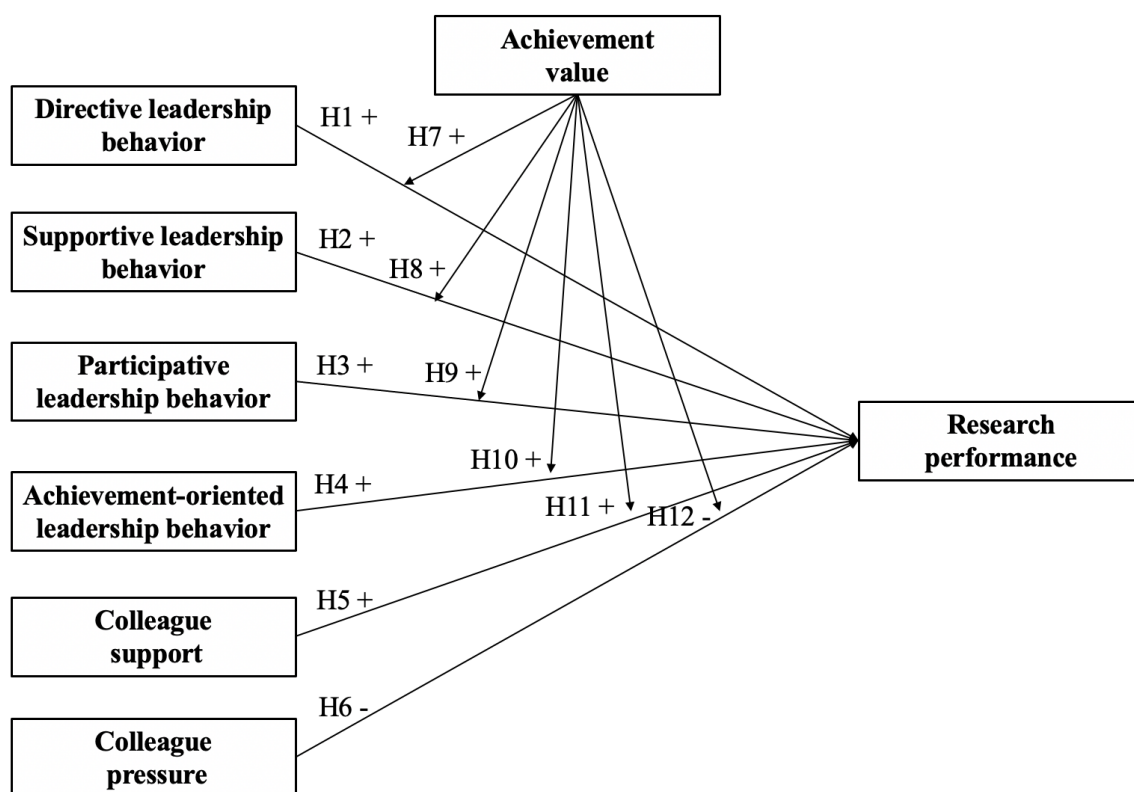 Achievement
value
Directive leadership
behavior
H1 +
H7 +
Supportive leadership
behavior
H2 +
H8 +
Participative
leadership behavior
H3 +
H9 +
Research
performance
Achievement-oriented
leadership behavior
H4 +
H10 +
H11 +
H12 -
Colleague
support
H5 +
Colleague
pressure
H6 -